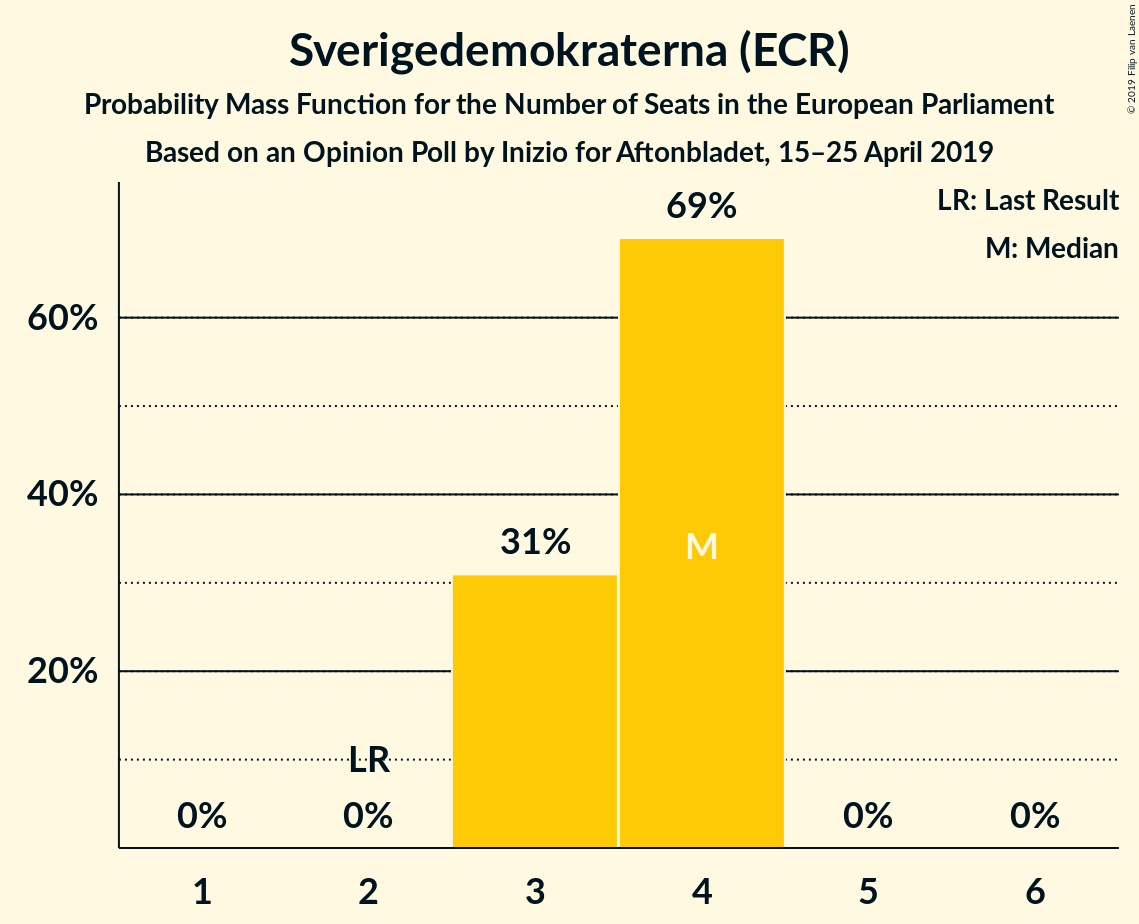 Sverigedemokraterna (ECR)
Probability Mass Function for the Number of Seats in the European Parliament
Based on an Opinion Poll by Inizio for Aftonbladet, 15–25 April 2019
© 2019 Filip van Laenen
LR: Last Result
M: Median
69%
60%
40%
31%
M
20%
LR
0%
0%
0%
0%
1
2
3
4
5
6